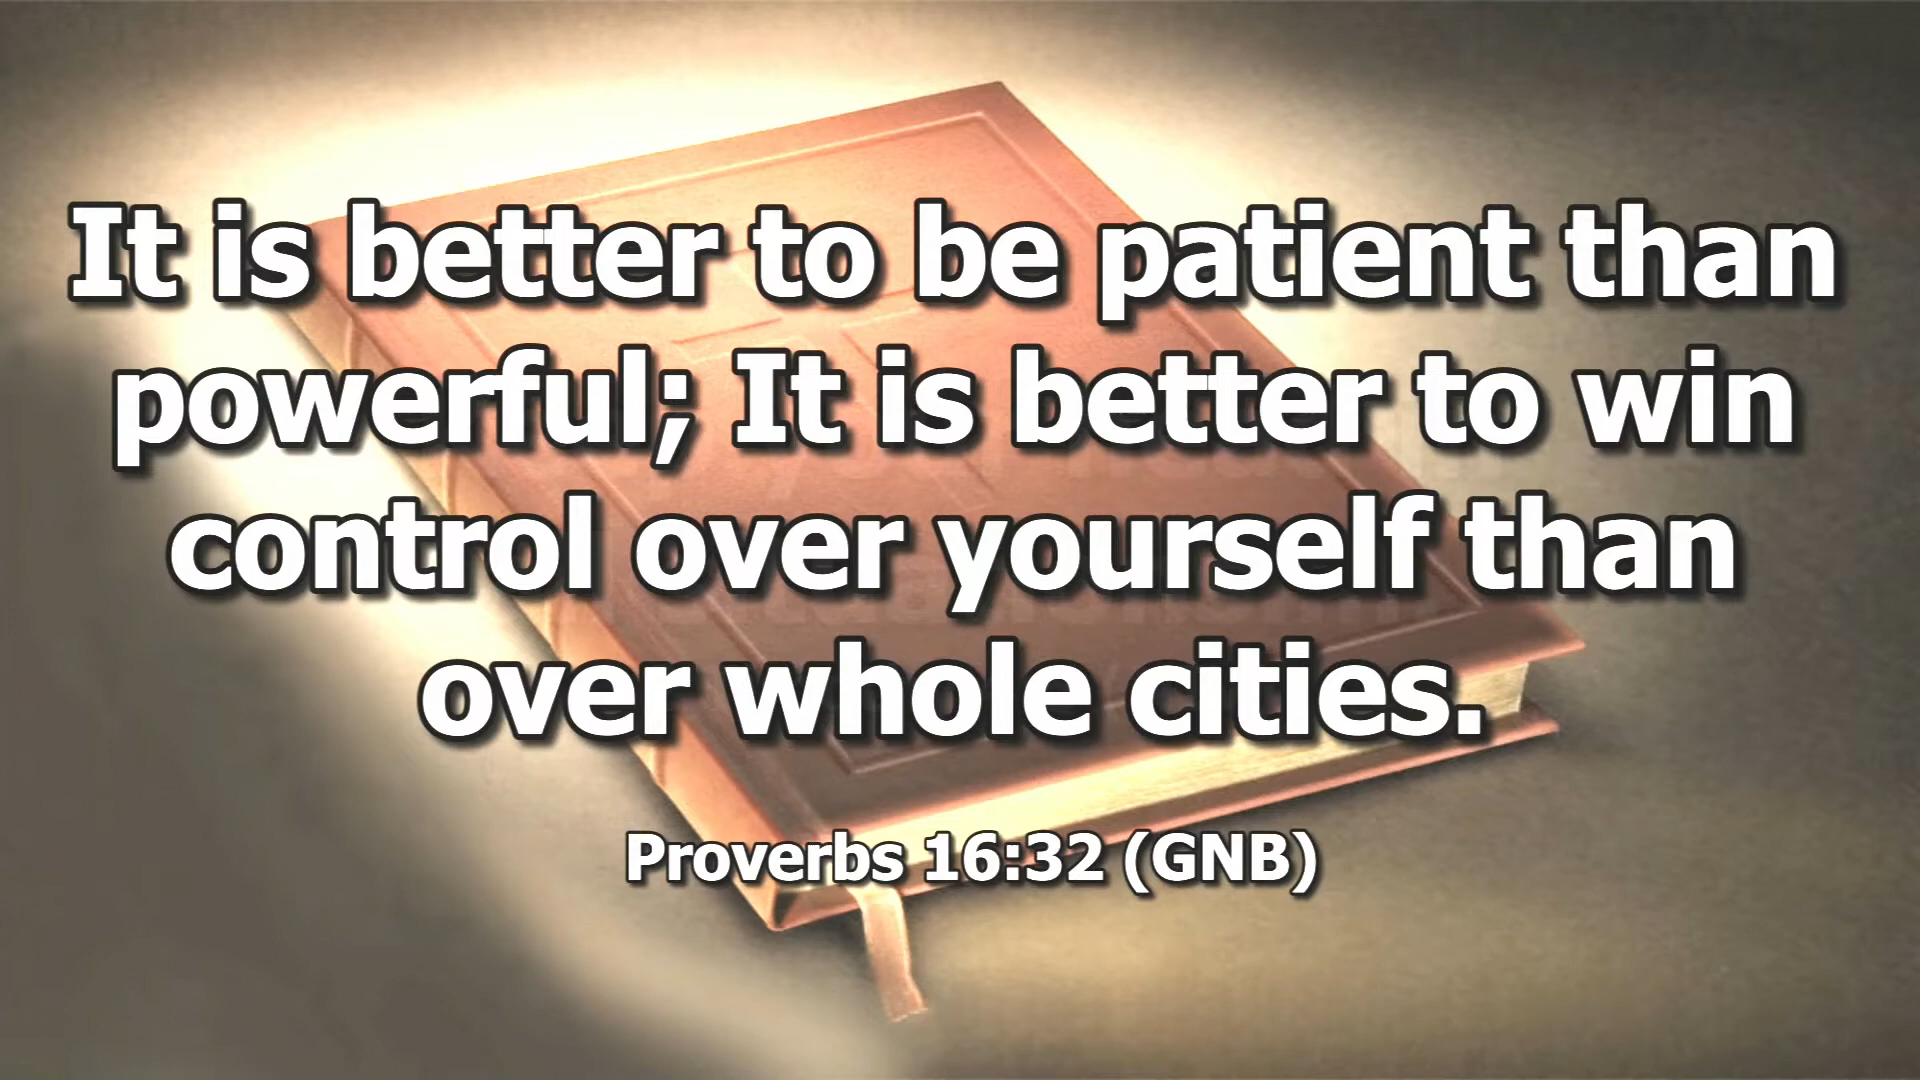 It is better to be patient than
powerful; It is better to win
control over yourself than
over whole cities.
Proverbs 16:32 (GNB)